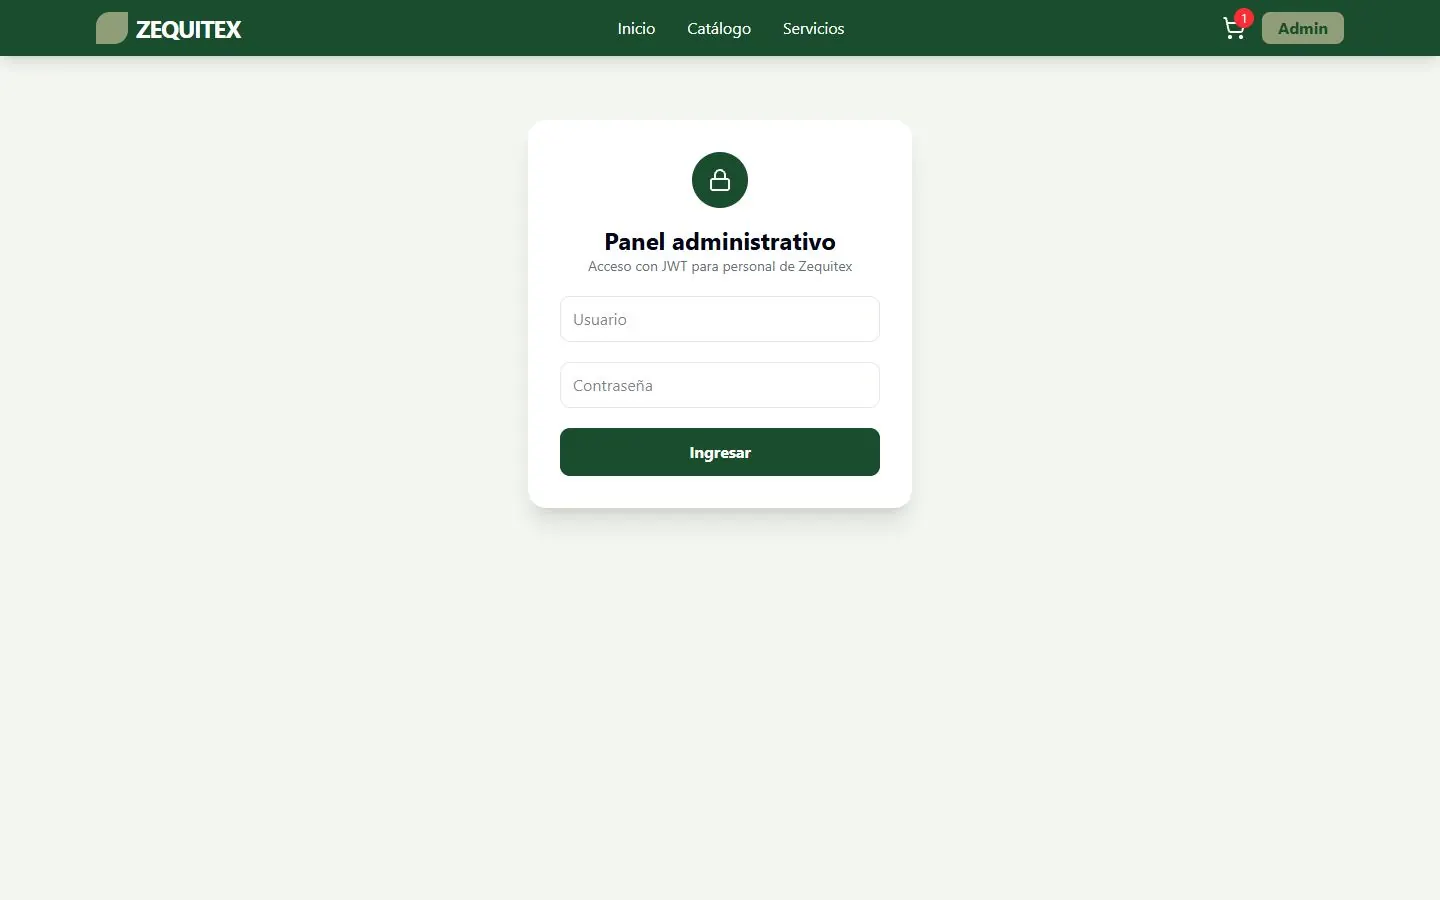 ZEQUITEX
Inicio
Catálogo
Servicios
1
Admin
Panel administrativo
Acceso con JWT para personal de Zequitex
Usuario
Contraseña
Ingresar